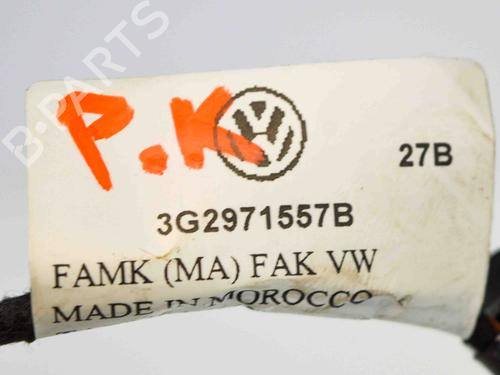 B-PARTS
P.K
27B
3G2971557B
FAMK (MA) FAK VW
MADE IN MOROCCO